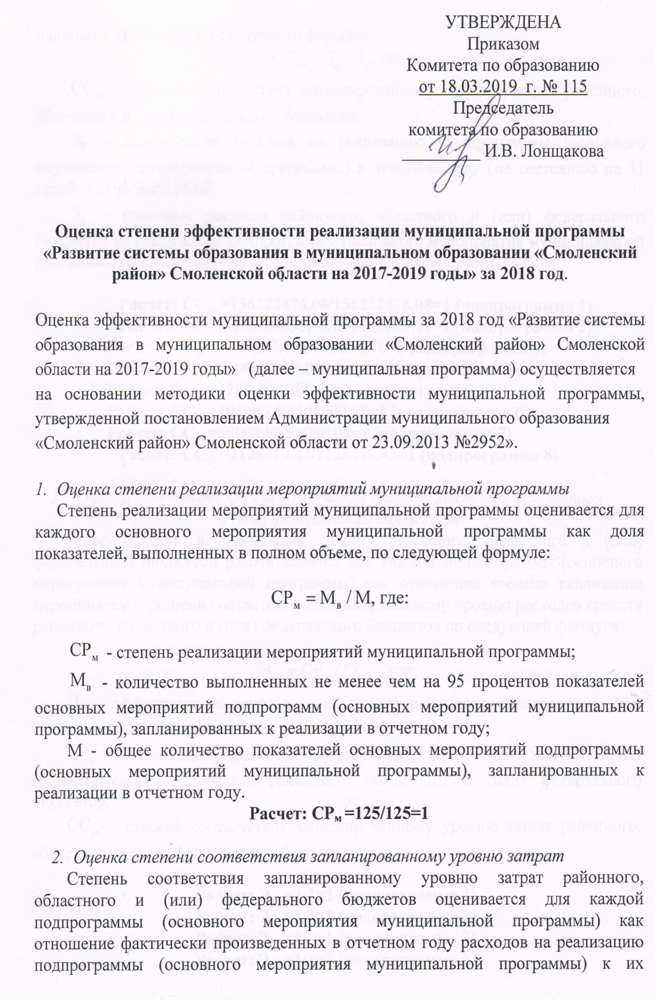 УТВЕРЖДЕНА
Приказом
Комитета по образованию
от 18.03.2019 г. № 115
Председатель
комитета по образованию
_________ И.В. Лонщакова
Оценка степени эффективности реализации муниципальной программы
«Развитие системы образования в муниципальном образовании «Смоленский
район» Смоленской области на 2017-2019 годы» за 2018 год.
Оценка эффективности муниципальной программы за 2018 год «Развитие системы
образования в муниципальном образовании «Смоленский район» Смоленской
области на 2017-2019 годы» (далее – муниципальная программа) осуществляется
на основании методики оценки эффективности муниципальной программы,
утвержденной постановлением Администрации муниципального образования
«Смоленский район» Смоленской области от 23.09.2013 №2952».
1. Оценка степени реализации мероприятий муниципальной программы
Степень реализации мероприятий муниципальной программы оценивается для
каждого основного мероприятия муниципальной программы как доля
показателей, выполненных в полном объеме, по следующей формуле:
СРм = Мв / М, где:
СРм - степень реализации мероприятий муниципальной программы;
Мв - количество выполненных не менее чем на 95 процентов показателей
основных мероприятий подпрограмм (основных мероприятий муниципальной
программы), запланированных к реализации в отчетном году;
М - общее количество показателей основных мероприятий подпрограммы
(основных мероприятий муниципальной программы), запланированных к
реализации в отчетном году.
Расчет: СРм =125/125=1
2. Оценка степени соответствия запланированному уровню затрат
Степень соответствия запланированному уровню затрат районного,
областного и (или) федерального бюджетов оценивается для каждой
подпрограммы (основного мероприятия муниципальной программы) как
отношение фактически произведенных в отчетном году расходов на реализацию
подпрограммы (основного мероприятия муниципальной программы) к их